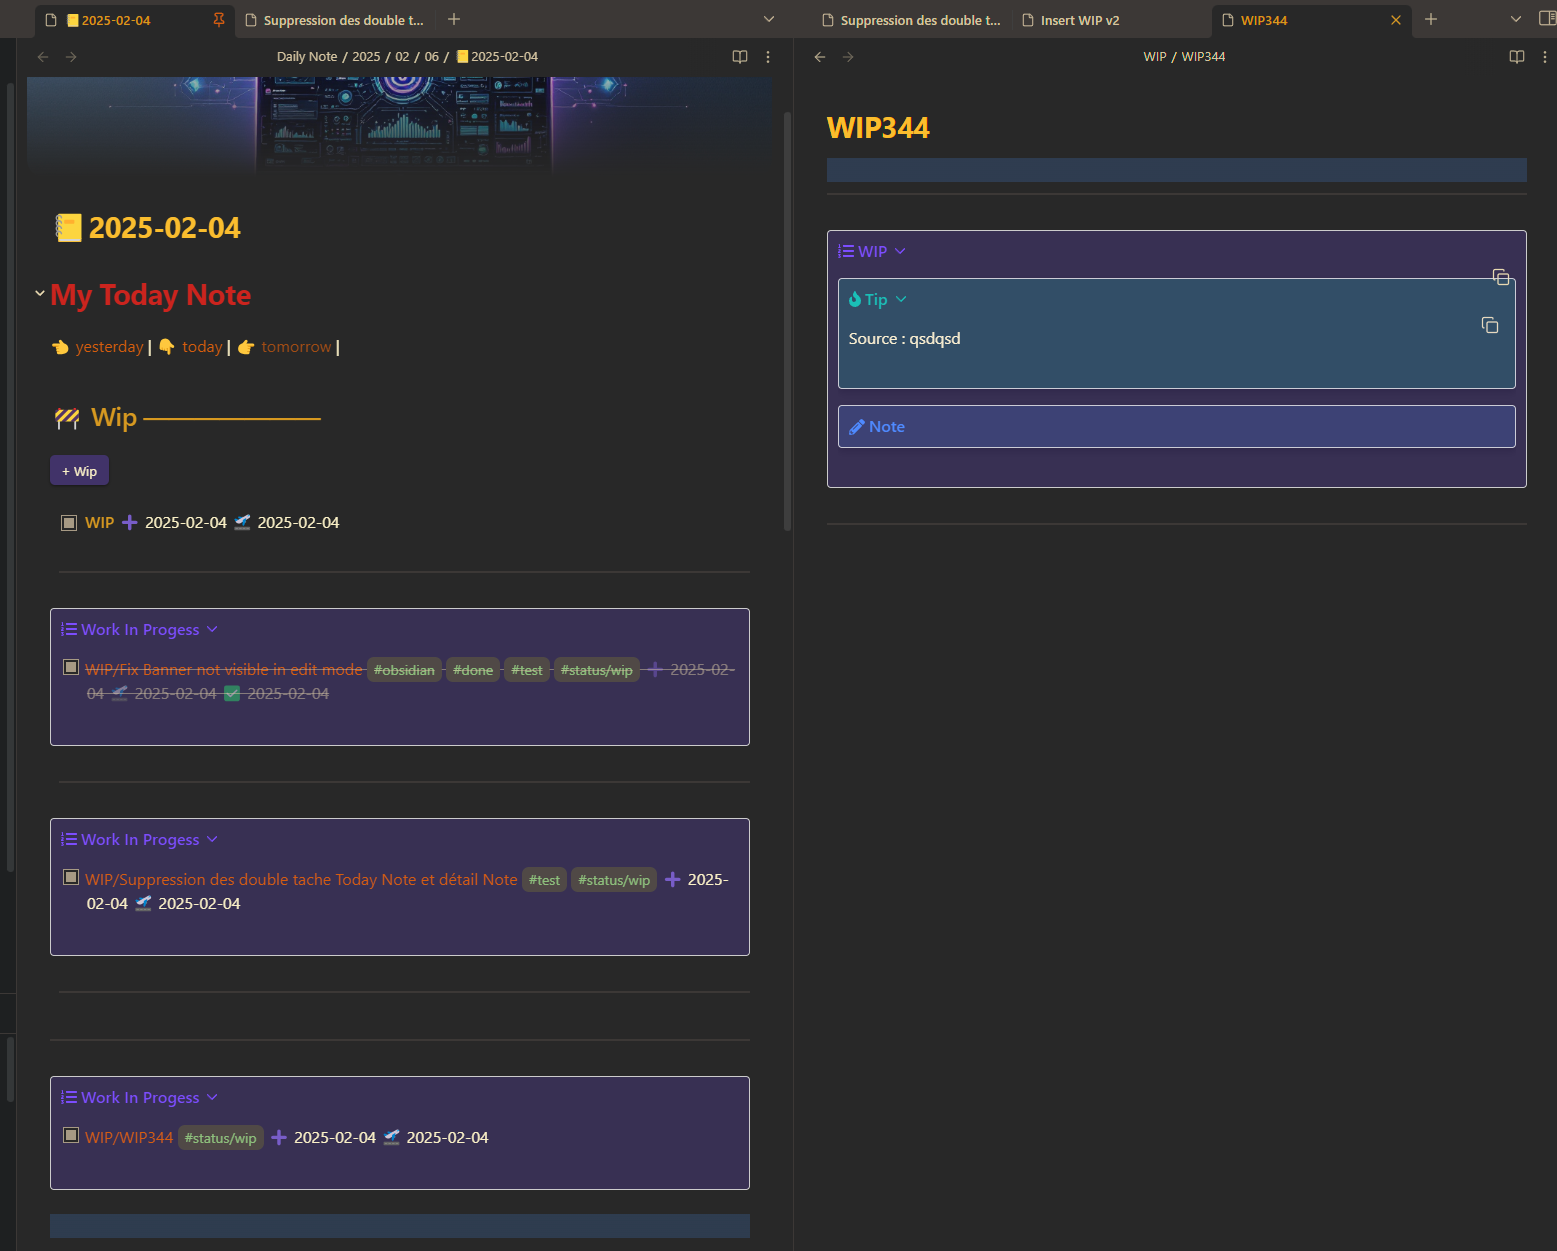 2025-02-04
Suppression des double t...
Suppression des double t...
Insert WIP v2
WIP344
Daily Note / 2025 / 02 / 06 / 2025-02-04
WIP / WIP344
2025-02-04
My Today Note
yesterday | today | tomorrow |
Wip
+ Wip
WIP 2025-02-04 2025-02-04
Work In Progess
WIP/Fix Banner not visible in edit mode #obsidian #done #test #status/wip 2025-02-
04 2025-02-04 2025-02-04
Work In Progess
WIP/Suppression des double tache Today Note et détail Note #test #status/wip 2025-
02-04 2025-02-04
Work In Progess
WIP/WIP344 #status/wip 2025-02-04 2025-02-04
WIP344
WIP
Tip
Source : qsdqsd
Note